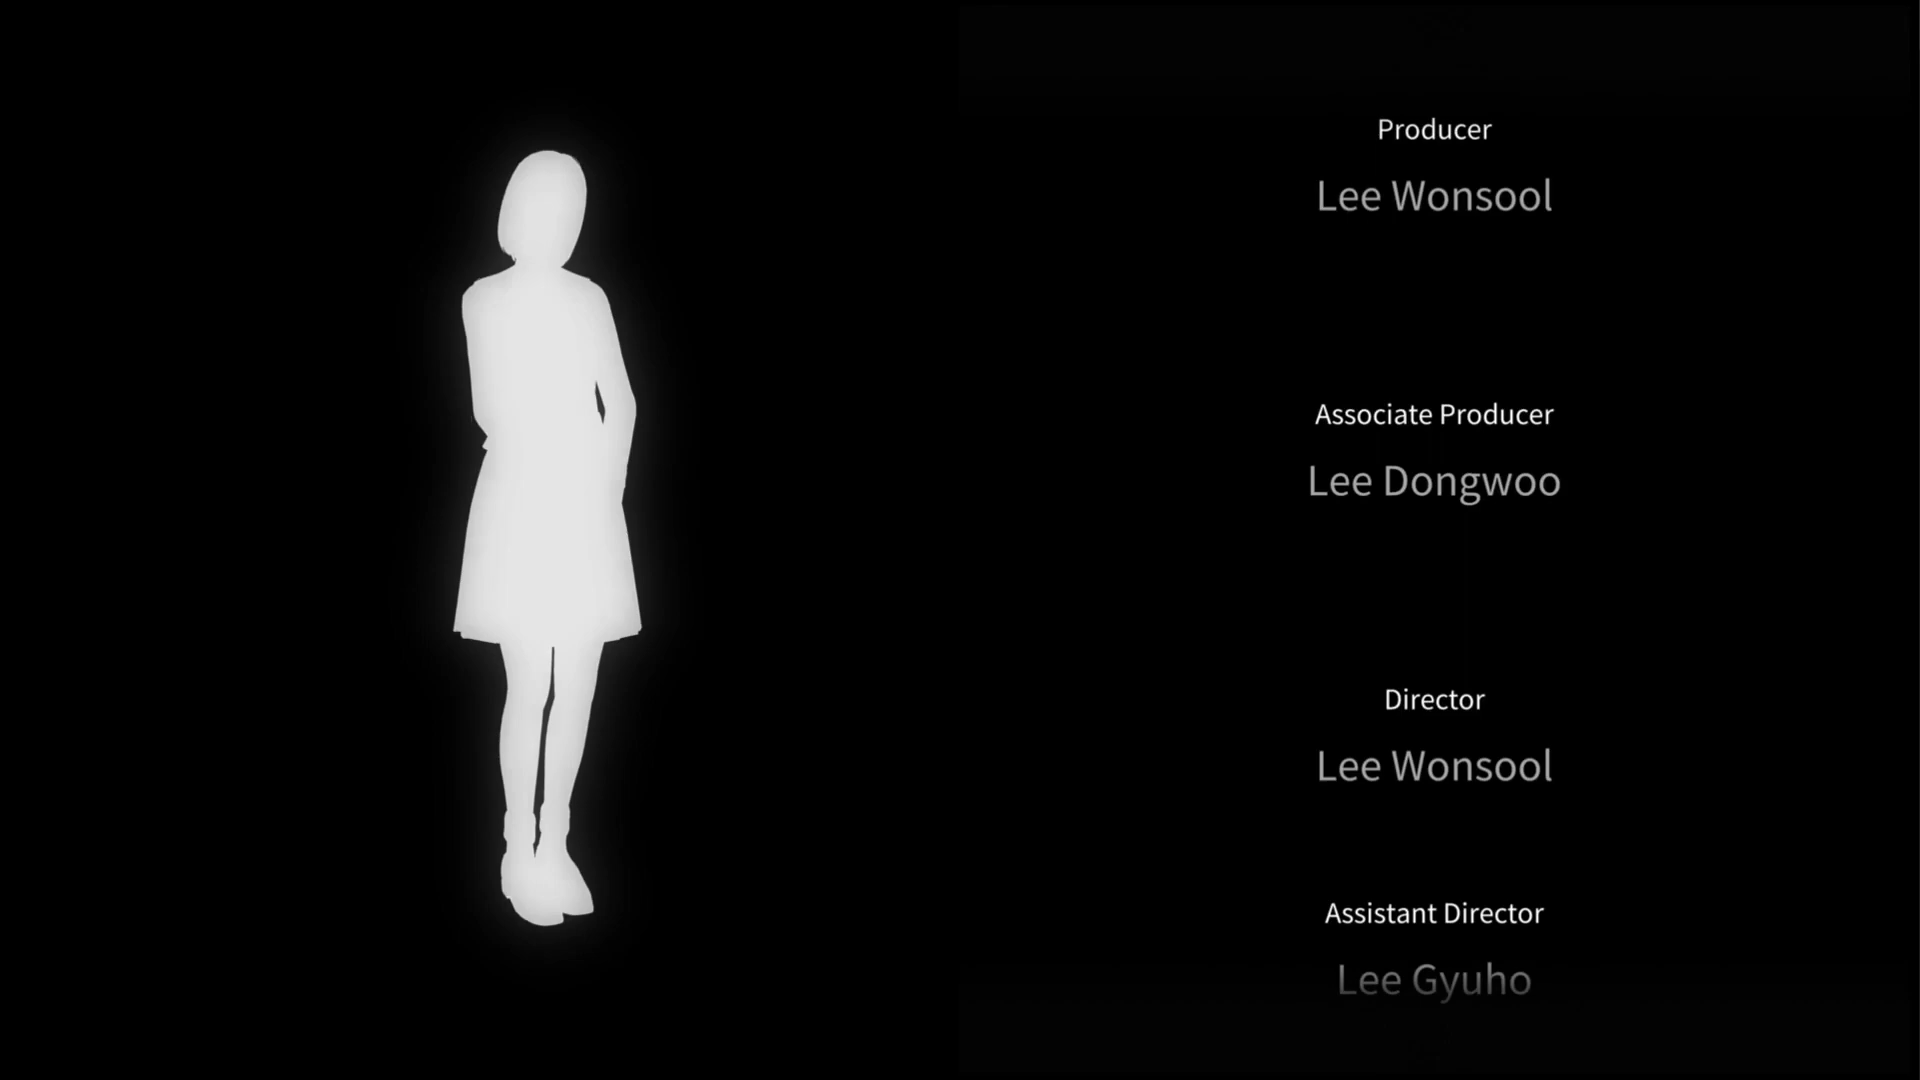 Producer
Lee Wonsool
Associate Producer
Lee Dongwoo
Director
Lee Wonsool
Assistant Director
Lee Gyuho